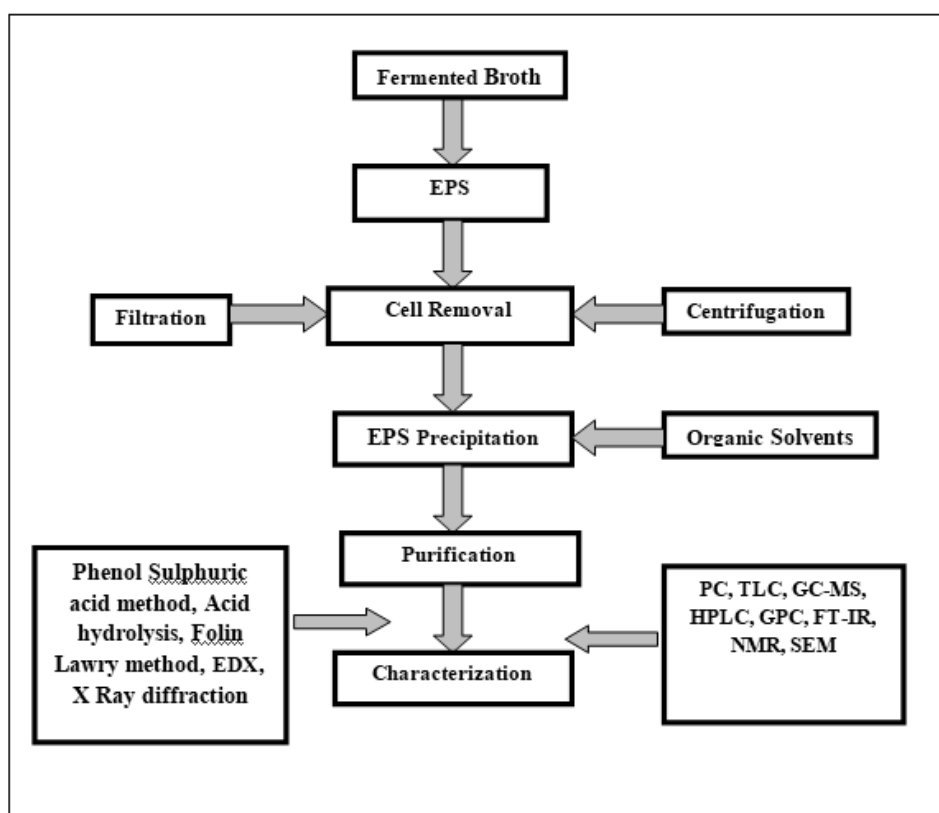 Fermented Broth
EPS
Filtration
Cell Removal
Centrifugation
EPS Precipitation
Organic Solvents
Purification
Phenol Sulphuric
acid method, Acid
hydrolysis, Folin
Lawry method, EDX,
X Ray diffraction
PC, TLC, GC-MS,
HPLC, GPC, FT-IR,
NMR, SEM
Characterization